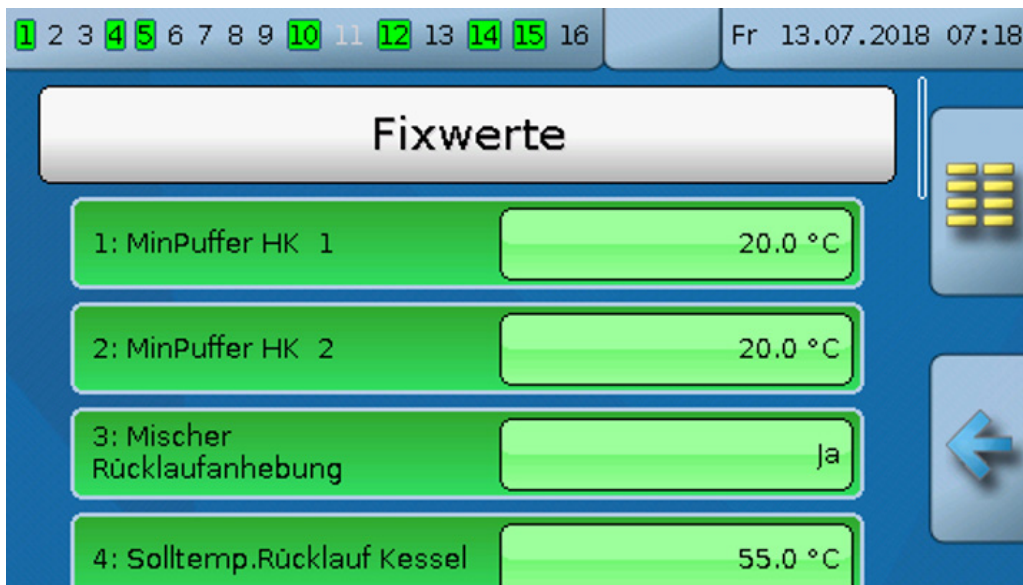 1 2 3 4 5 6 7 8 9 10 11 12 13 14 15 16 Fr 13.07.2018 07:18
Fixwerte
1: MinPuffer HK 1 20.0 °C
2: MinPuffer HK 2 20.0 °C
3: Mischer
Rücklaufanhebung Ja
4: Solltemp.Rücklauf Kessel 55.0 °C